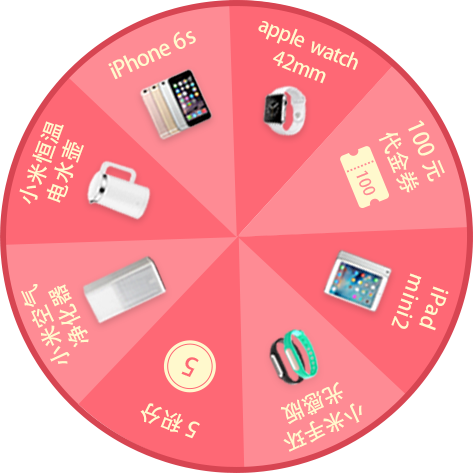 apple watch
42mm
100 元
代金券
100
iPad
mini2
小米手环
光感版
5 积分
5
小米空气
净化器
小米恒温
电水壶
iPhone 6s